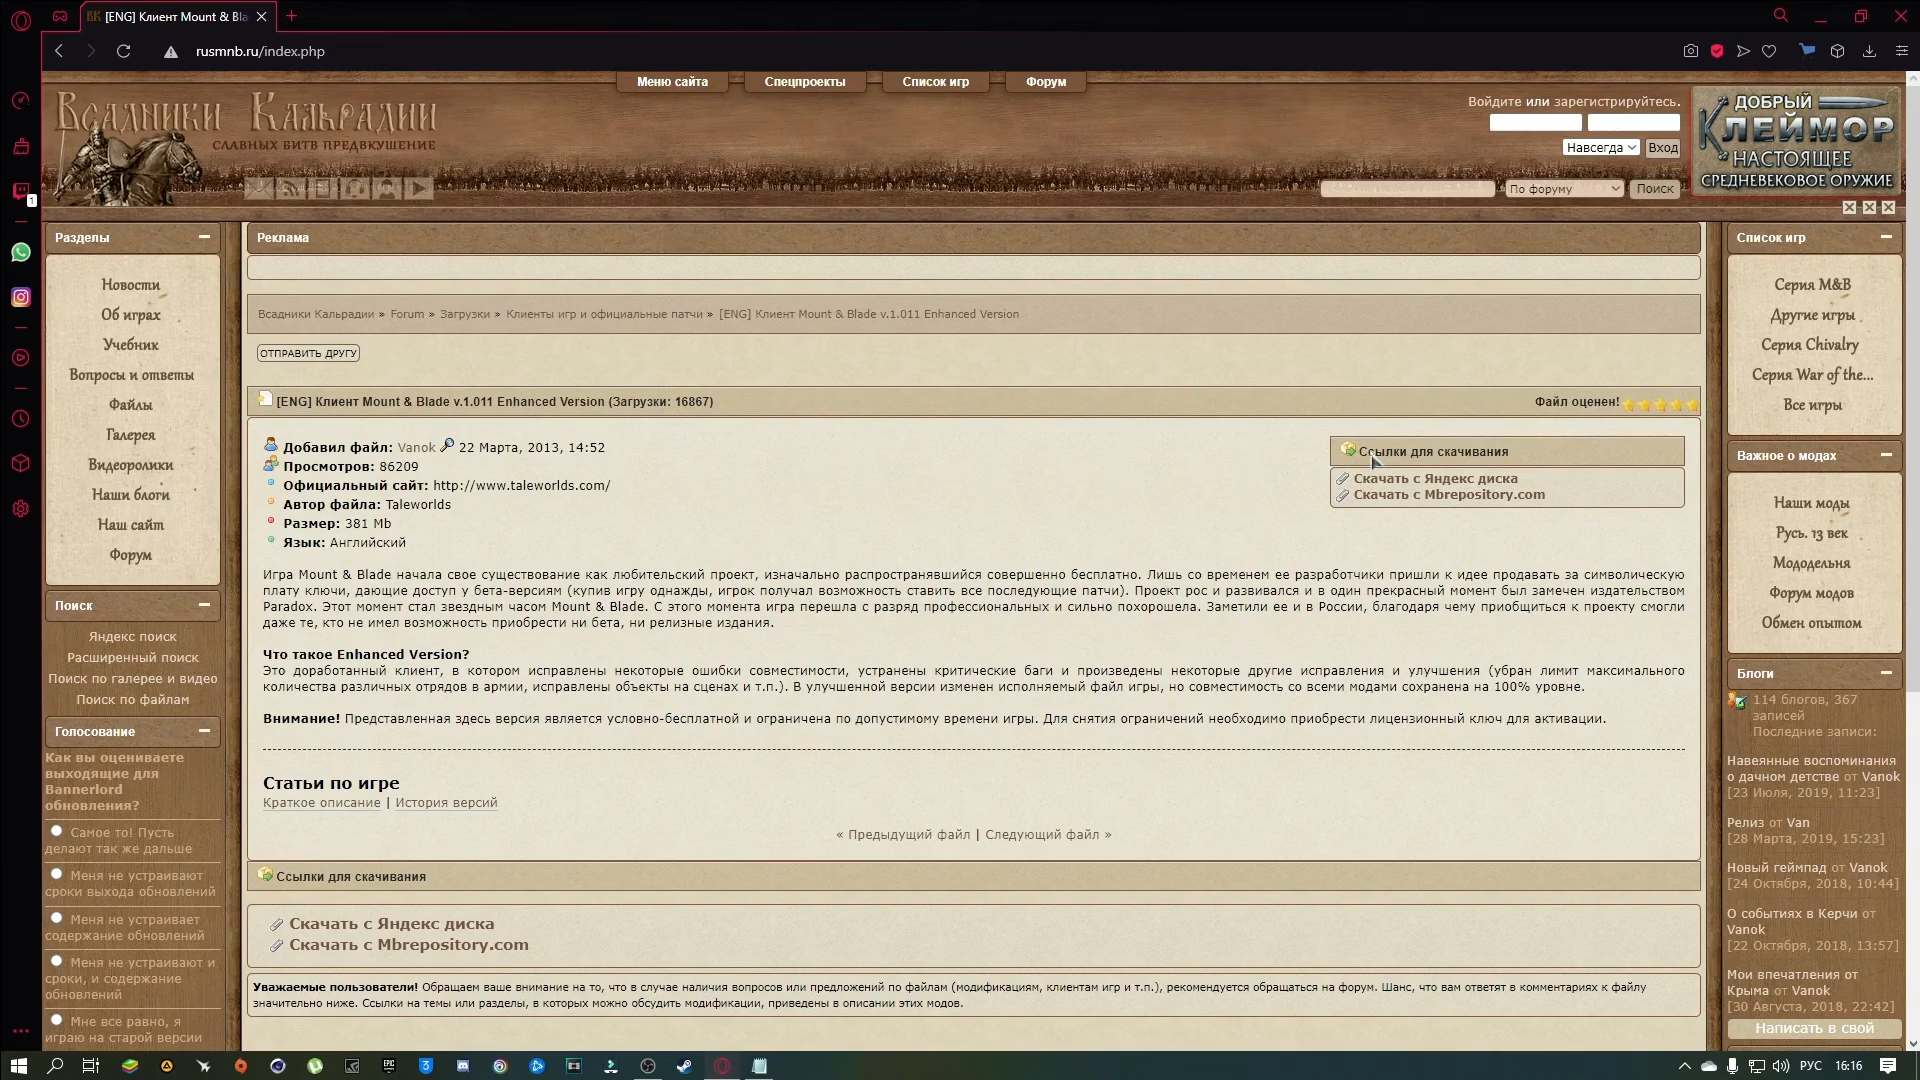 [ENG] Клиент Mount & Bla
rusmnb.ru/index.php
Меню сайта
Спецпроекты
Список игр
Форум
Всадники Кальрадии
славных битв предвкушение
Войдите или зарегистрируйтесь.
Навсегда
Вход
По форуму
Поиск
ДОБРЫЙ
КЛЕЙМОР
НАСТОЯЩЕЕ
СРЕДНЕВЕКОВОЕ ОРУЖИЕ
Разделы
Новости
Об играх
Учебник
Вопросы и ответы
Файлы
Галерея
Видеоролики
Наши блоги
Наш сайт
Форум
Поиск
Яндекс поиск
Расширенный поиск
Поиск по галерее и видео
Поиск по файлам
Голосование
Как вы оцениваете
выходящие для
Bannerlord
обновления?
Самое то! Пусть
делают так же дальше
Меня не устраивают
сроки выхода обновлений
Меня не устраивает
содержание обновлений
Меня не устраивают и
сроки, и содержание
обновлений
Мне все равно, я
играю на старой версии
Реклама
Всадники Кальрадии » Forum » Загрузки » Клиенты игр и официальные патчи » [ENG] Клиент Mount & Blade v.1.011 Enhanced Version
ОТПРАВИТЬ ДРУГУ
[ENG] Клиент Mount & Blade v.1.011 Enhanced Version (Загрузки: 16867)
Файл оценен!
Добавил файл: Vanok 22 Марта, 2013, 14:52
Просмотров: 86209
Официальный сайт: http://www.taleworlds.com/
Автор файла: Taleworlds
Размер: 381 Mb
Язык: Английский
Ссылки для скачивания
Скачать с Яндекс диска
Скачать с Mbrepository.com
Игра Mount & Blade начала свое существование как любительский проект, изначально распространявшийся совершенно бесплатно. Лишь со временем ее разработчики пришли к идее продавать за символическую
плату ключи, дающие доступ у бета-версиям (купив игру однажды, игрок получал возможность ставить все последующие патчи). Проект рос и развивался и в один прекрасный момент был замечен издательством
Paradox. Этот момент стал звездным часом Mount & Blade. С этого момента игра перешла с разряд профессиональных и сильно похорошела. Заметили ее и в России, благодаря чему приобщиться к проекту смогли
даже те, кто не имел возможность приобрести ни бета, ни релизные издания.
Что такое Enhanced Version?
Это доработанный клиент, в котором исправлены некоторые ошибки совместимости, устранены критические баги и произведены некоторые другие исправления и улучшения (убран лимит максимального
количества различных отрядов в армии, исправлены объекты на сценах и т.п.). В улучшенной версии изменен исполняемый файл игры, но совместимость со всеми модами сохранена на 100% уровне.
Внимание! Представленная здесь версия является условно-бесплатной и ограничена по допустимому времени игры. Для снятия ограничений необходимо приобрести лицензионный ключ для активации.
Статьи по игре
Краткое описание | История версий
« Предыдущий файл | Следующий файл »
Ссылки для скачивания
Скачать с Яндекс диска
Скачать с Mbrepository.com
Уважаемые пользователи! Обращаем ваше внимание на то, что в случае наличия вопросов или предложений по файлам (модификациям, клиентам игр и т.п.), рекомендуется обращаться на форум. Шанс, что вам ответят в комментариях к файлу
значительно ниже. Ссылки на темы или разделы, в которых можно обсудить модификации, приведены в описании этих модов.
Список игр
Серия M&B
Другие игры
Серия Chivalry
Серия War of the...
Все игры
Важное о модах
Наши моды
Русь. 13 век
Мододельня
Форум модов
Обмен опытом
Блоги
114 блогов, 367
записей
Последние записи:
Навеянные воспоминания
о дачном детстве от Vanok
[23 Июля, 2019, 11:23]
Релиз от Van
[28 Марта, 2019, 15:23]
Новый геймпад от Vanok
[24 Октября, 2018, 10:44]
О событиях в Керчи от
Vanok
[22 Октября, 2018, 13:57]
Мои впечатления от
Крыма от Vanok
[30 Августа, 2018, 22:42]
Написать в свой
1
EPIC
3
РУС
16:16